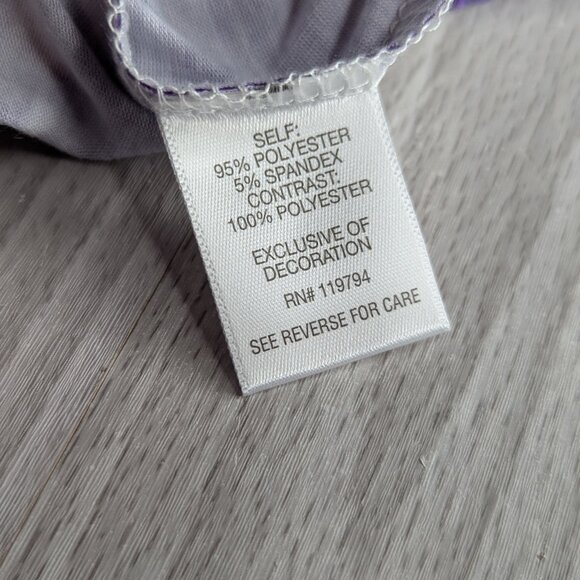 SELF:
95% POLYESTER
5% SPANDEX
CONTRAST:
100% POLYESTER
EXCLUSIVE OF
DECORATION
RN# 119794
SEE REVERSE FOR CARE